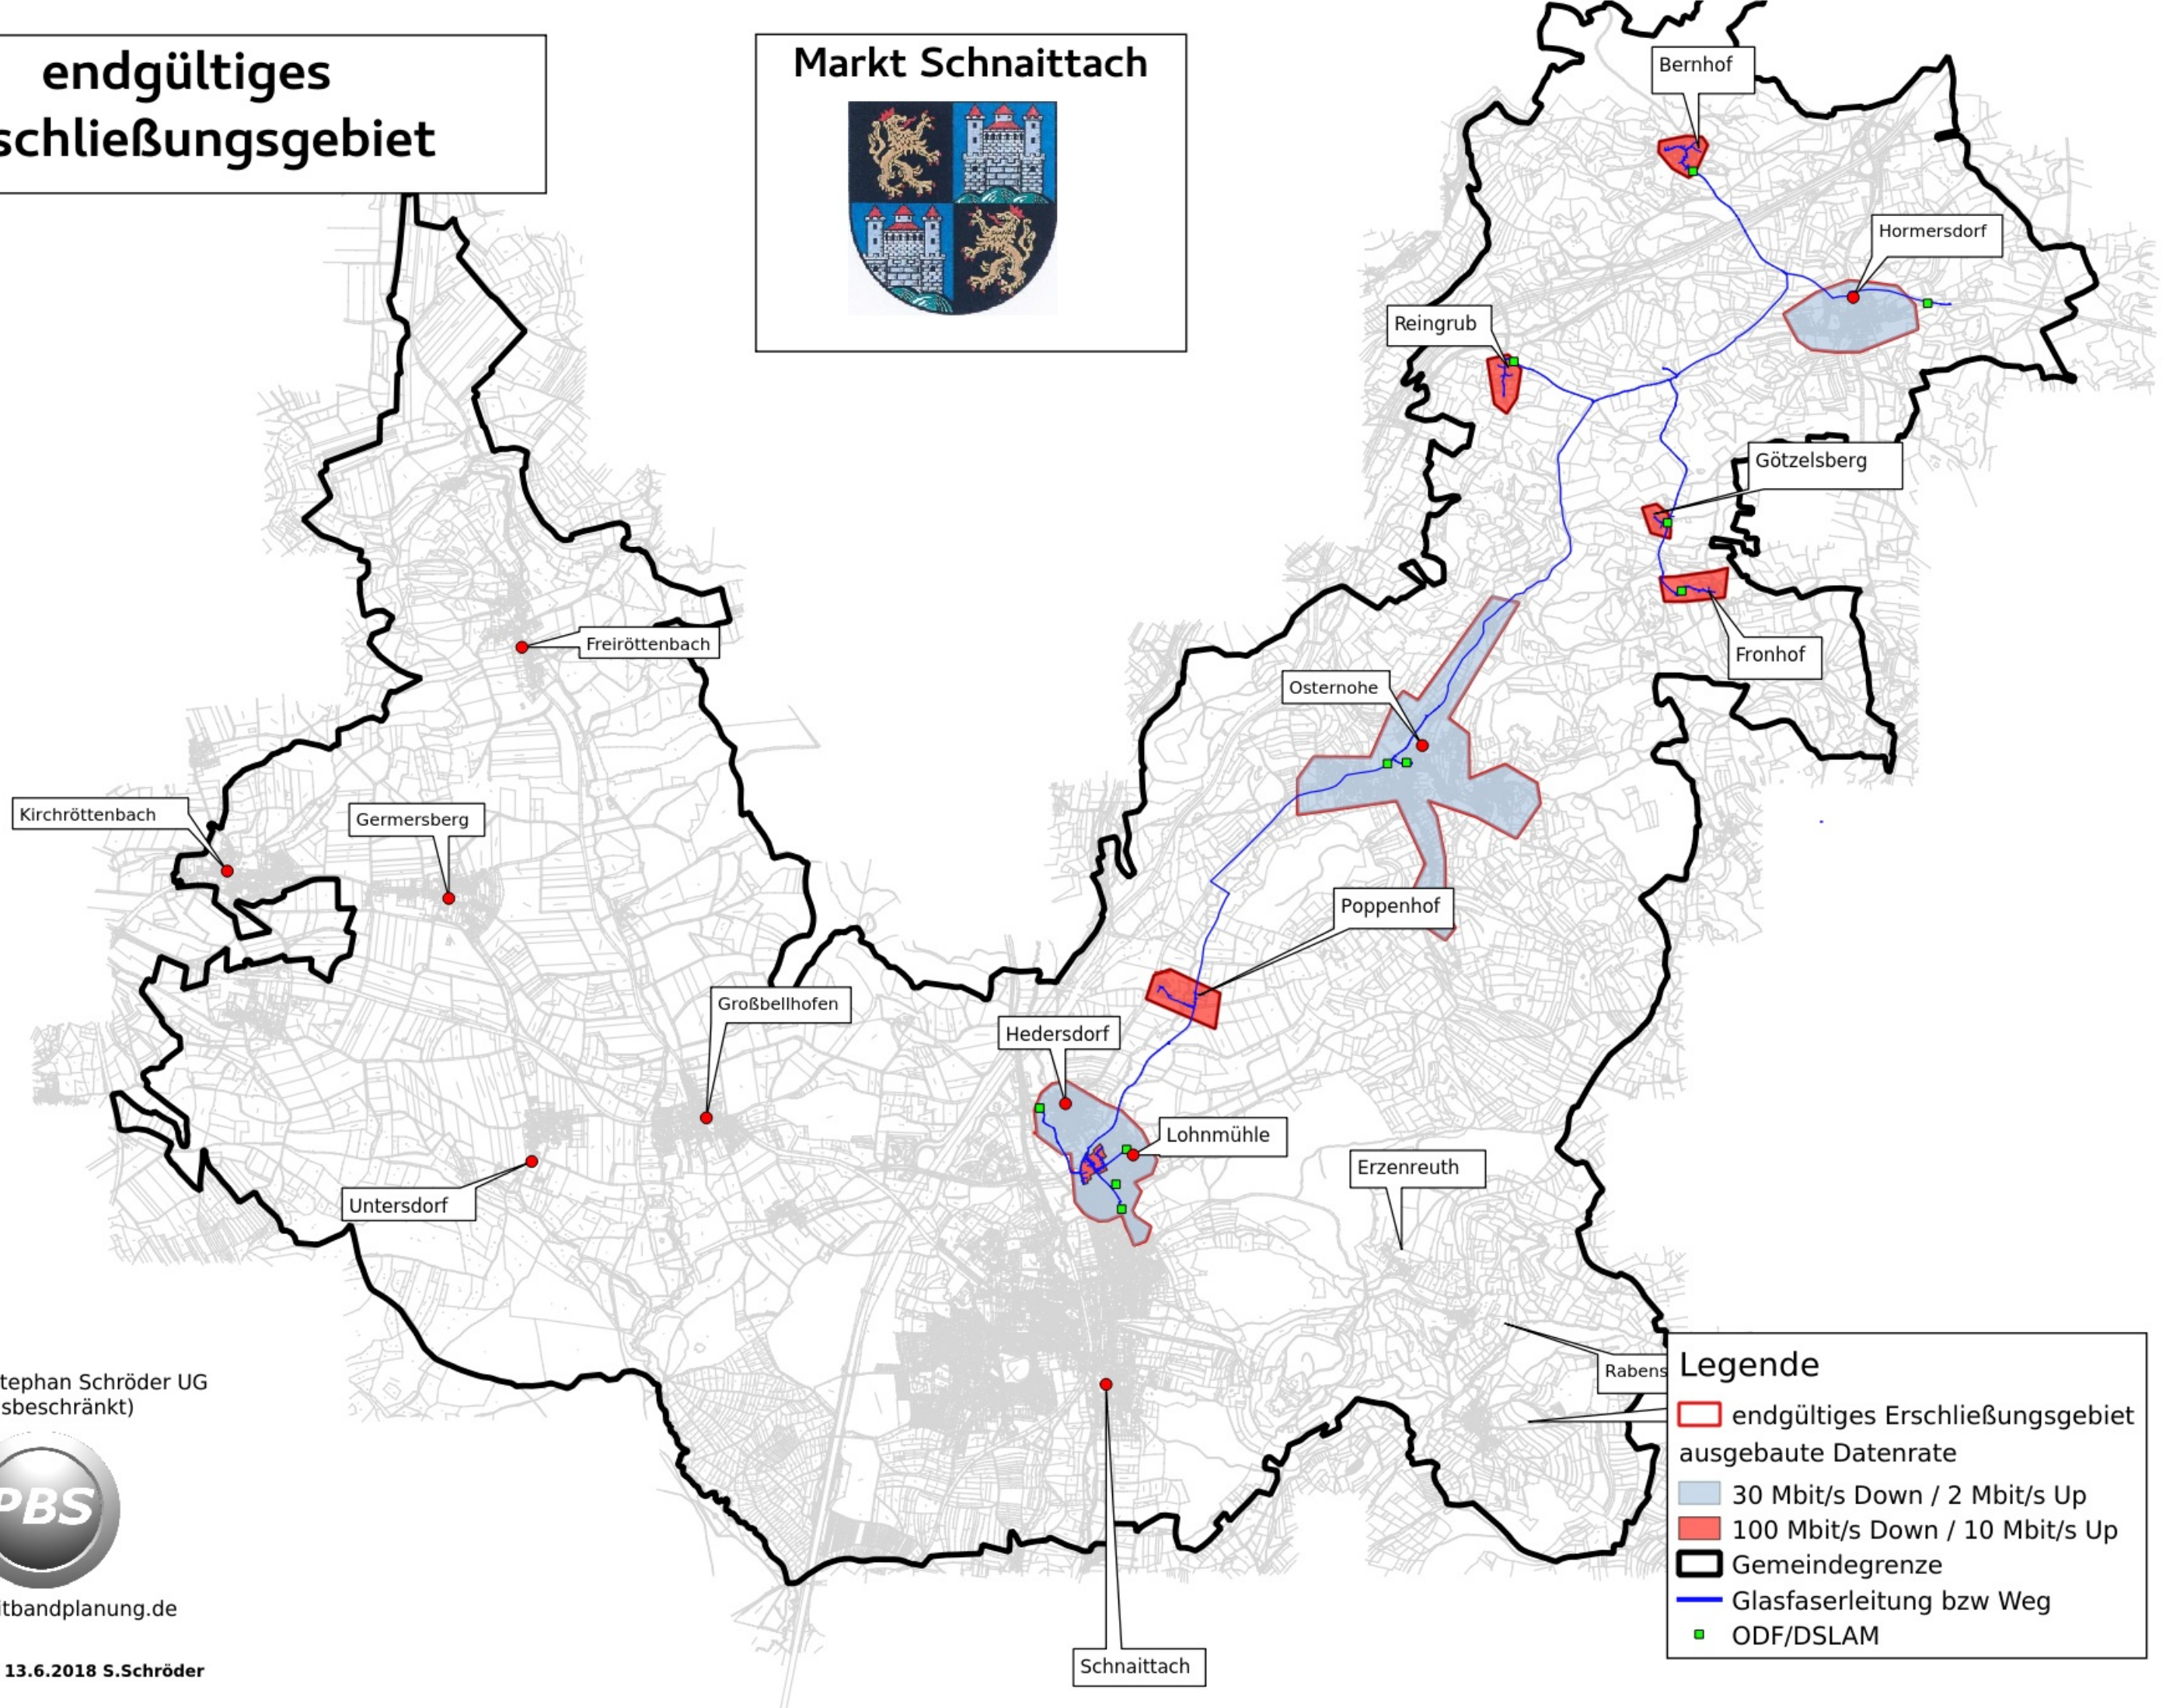 endgültiges
schließungsgebiet
Markt Schnaittach
Bernhof
Hormersdorf
Reingrub
Götzelsberg
Fronhof
Freiröttenbach
Osternohe
Kirchröttenbach
Germersberg
Poppenhof
Großbellhofen
Hedersdorf
Lohnmühle
Erzenreuth
Untersdorf
Rabens
tephan Schröder UG
sbeschränkt)
PBS
itbandplanung.de
13.6.2018 S.Schröder
Schnaittach
Legende
endgültiges Erschließungsgebiet
ausgebaute Datenrate
30 Mbit/s Down / 2 Mbit/s Up
100 Mbit/s Down / 10 Mbit/s Up
Gemeindegrenze
Glasfaserleitung bzw Weg
ODF/DSLAM